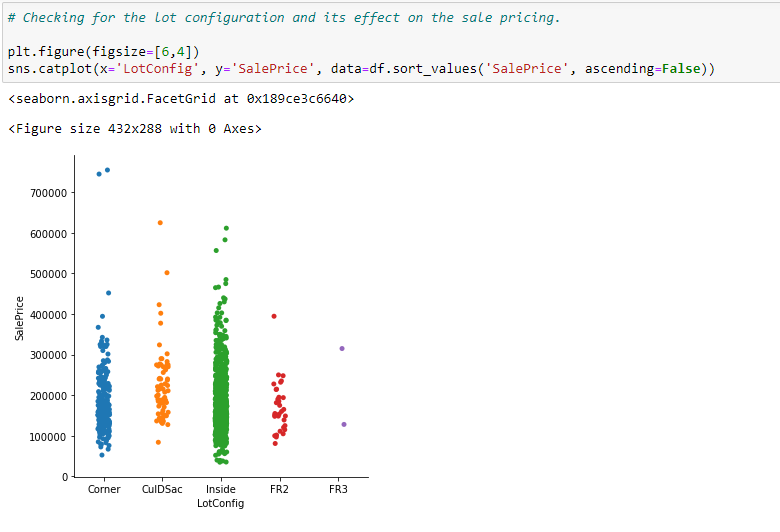 # Checking for the lot configuration and its effect on the sale pricing.
plt.figure(figsize=[6,4])
sns.catplot(x='LotConfig', y='SalePrice', data=df.sort_values('SalePrice', ascending=False))
<seaborn.axisgrid.FacetGrid at 0x189ce3c6640>
<Figure size 432x288 with 0 Axes>
700000
600000
500000
400000
300000
200000
100000
0
SalePrice
Corner CulDSac Inside FR2 FR3
LotConfig